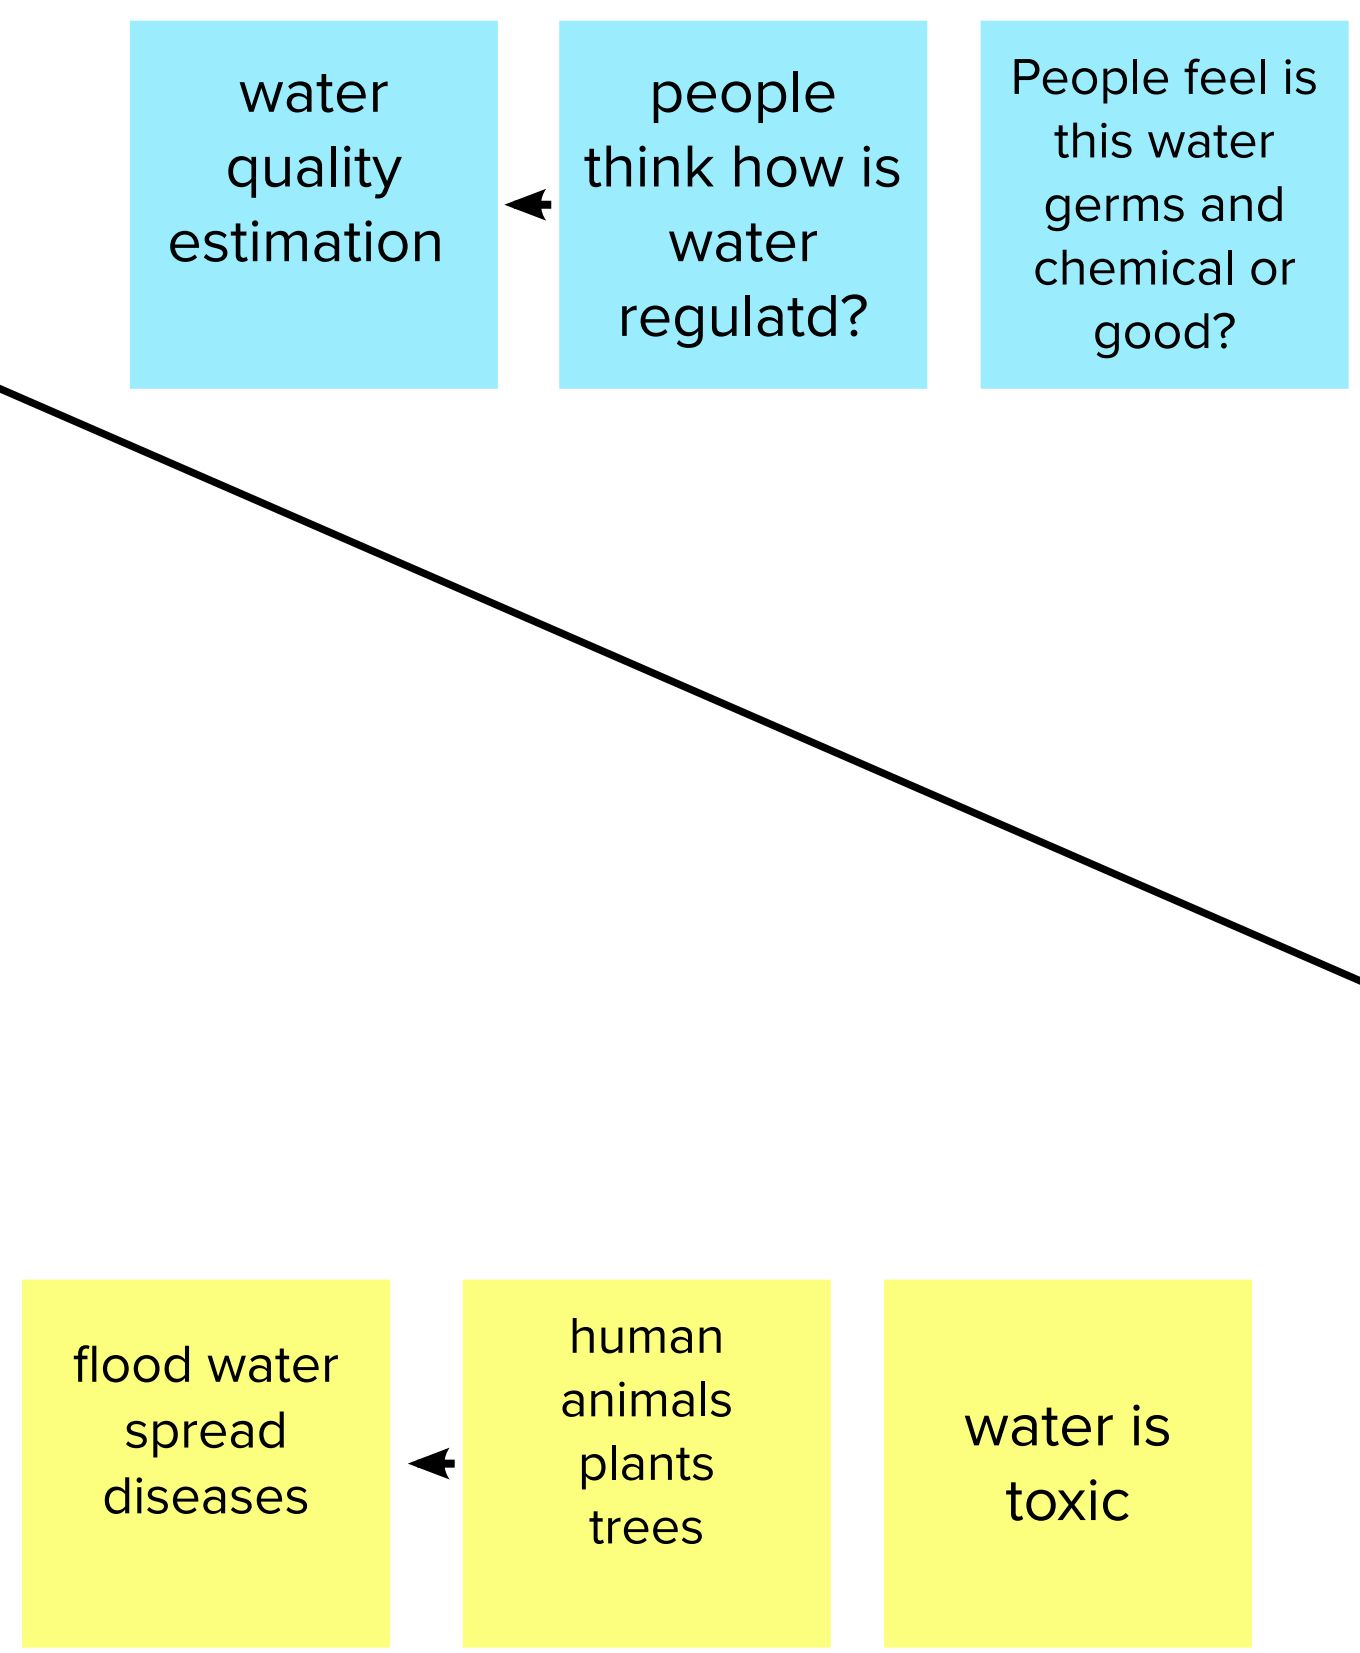 water
quality
estimation
people
think how is
water
regulatd?
People feel is
this water
germs and
chemical or
good?
flood water
spread
diseases
human
animals
plants
trees
water is
toxic